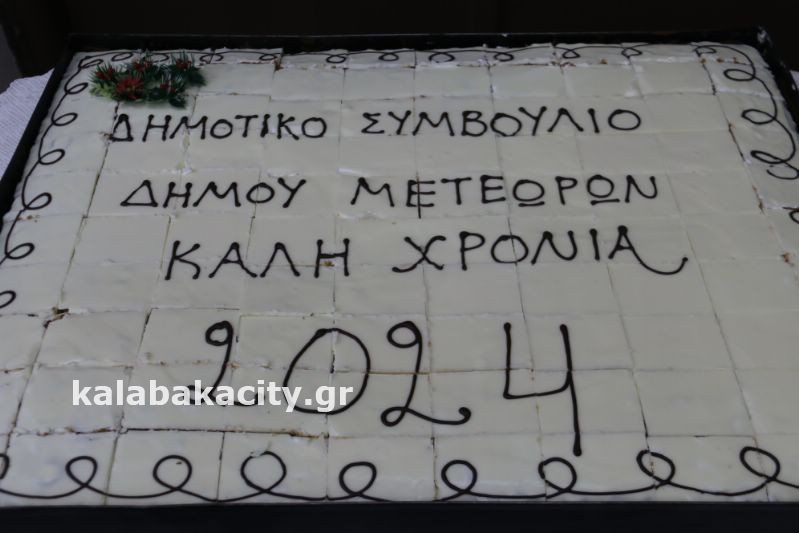 ΔΗΜΟΤΙΚΟ ΣΥΜΒΟΥΛΙΟ
ΔΗΜΟΥ ΜΕΤΕΩΡΩΝ
ΚΑΛΗ ΧΡΟΝΙΑ
2024
kalabakacity.gr